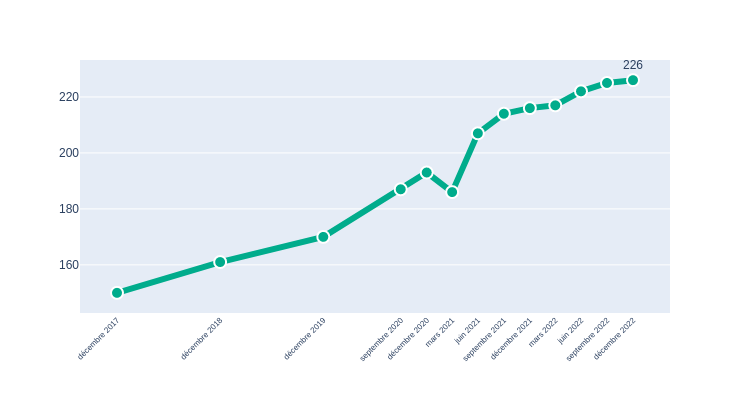 226
220
200
180
160
décembre 2017
décembre 2018
décembre 2019
septembre 2020
décembre 2020
mars 2021
juin 2021
septembre 2021
décembre 2021
mars 2022
juin 2022
septembre 2022
décembre 2022